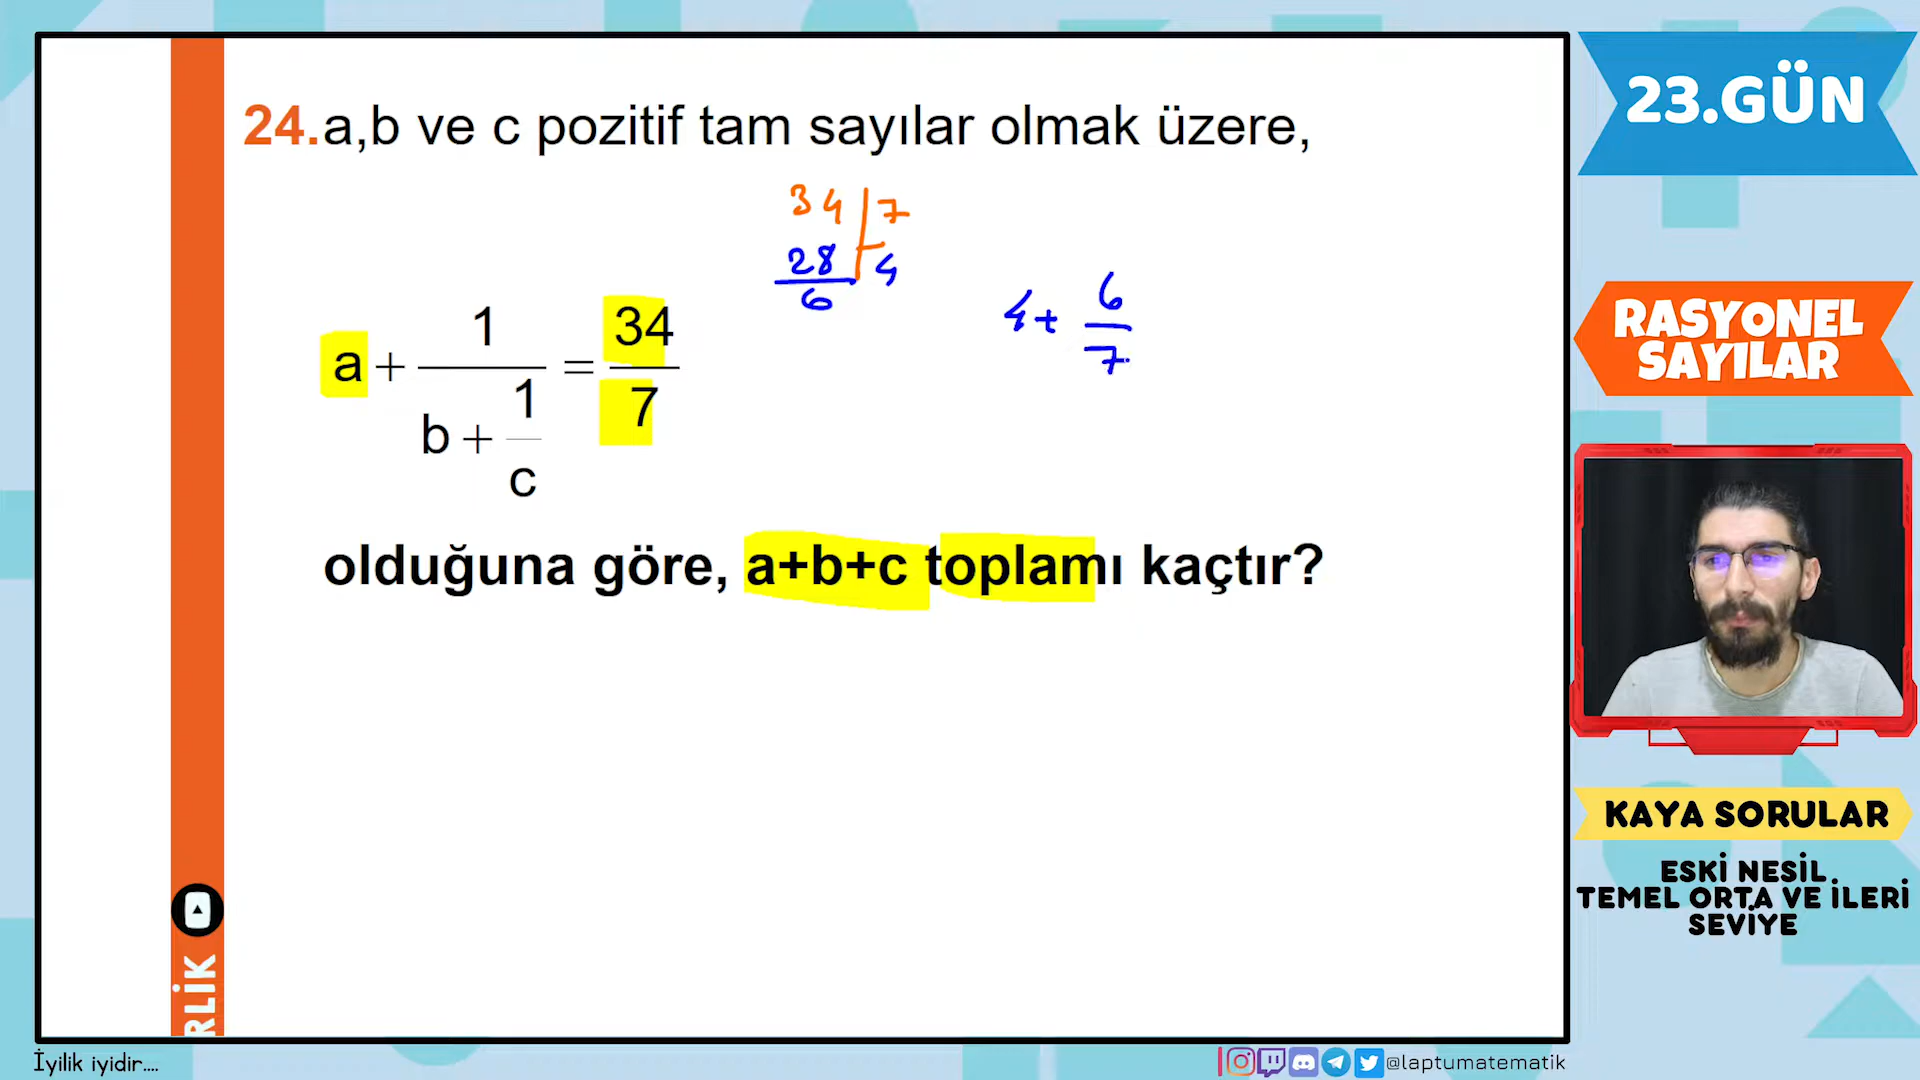 24. a,b ve c pozitif tam sayılar olmak üzere,
34 7
28 4
6
4+ 6/7
a + 1/(b + 1/c) = 34/7
olduğuna göre, a+b+c toplamı kaçtır?
RLİK
İyilik iyidir....
@laptumatematik
23.GÜN
RASYONEL
SAYILAR
KAYA SORULAR
ESKİ NESİL
TEMEL ORTA VE İLERİ
SEVİYE